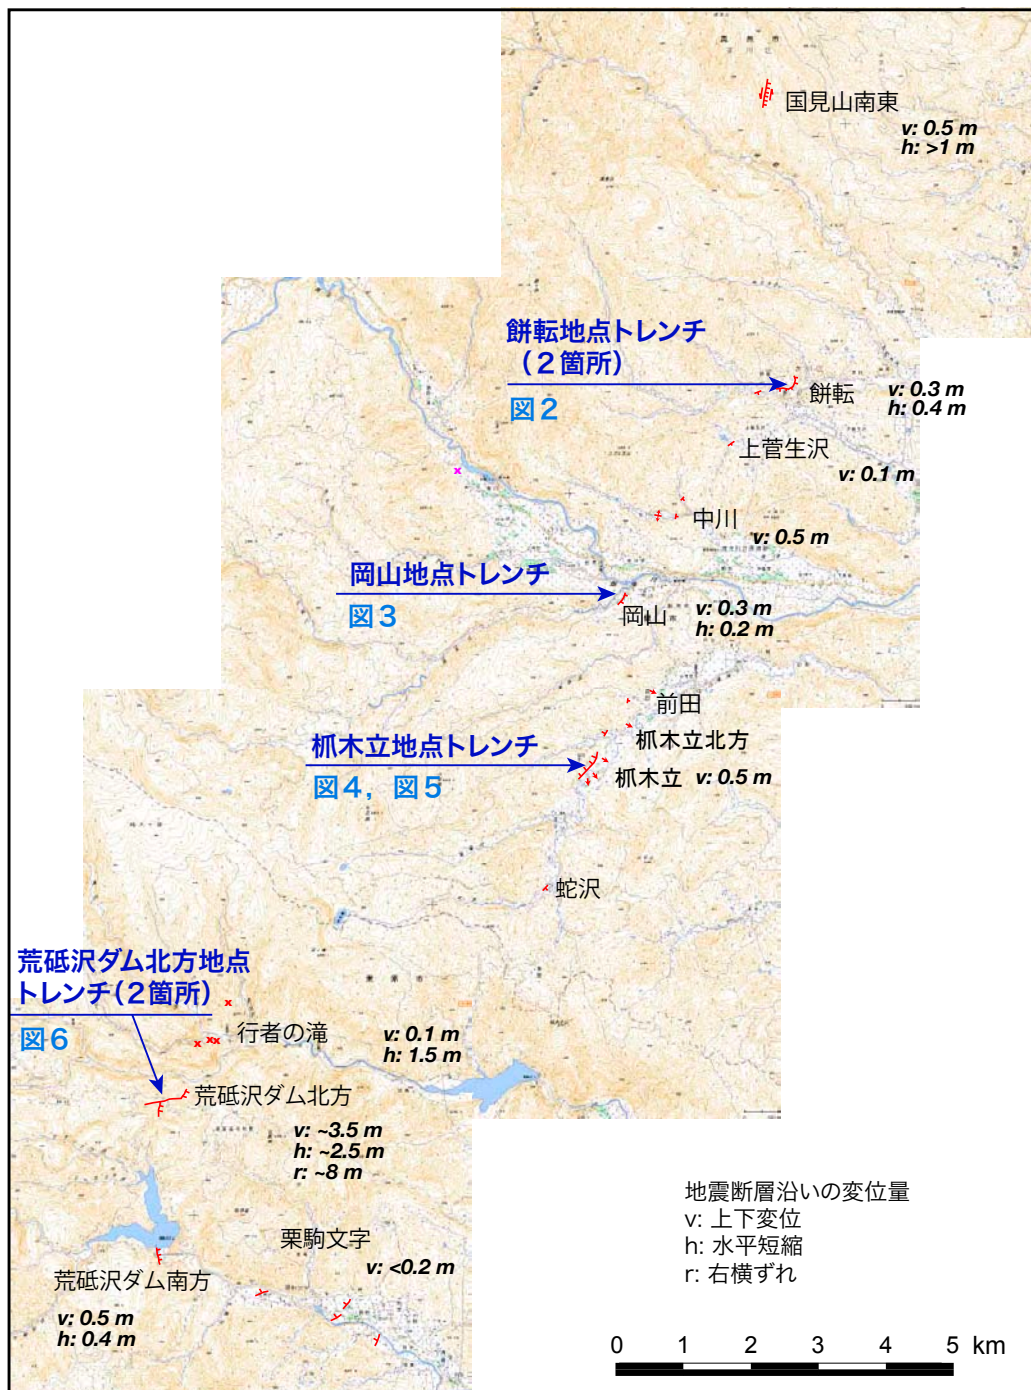 国見山南東
v: 0.5 m
h: >1 m
餅転地点トレンチ
（２箇所）
図２
餅転
v: 0.3 m
h: 0.4 m
上菅生沢
v: 0.1 m
中川
v: 0.5 m
岡山地点トレンチ
図３
岡山
v: 0.3 m
h: 0.2 m
前田
枛木立北方
枛木立地点トレンチ
図４，図５
枛木立
v: 0.5 m
蛇沢
荒砥沢ダム北方地点
トレンチ（２箇所）
図６
行者の滝
v: 0.1 m
h: 1.5 m
荒砥沢ダム北方
v: ~3.5 m
h: ~2.5 m
r: ~8 m
栗駒文字
v: <0.2 m
荒砥沢ダム南方
v: 0.5 m
h: 0.4 m
地震断層沿いの変位量
v: 上下変位
h: 水平短縮
r: 右横ずれ
0 1 2 3 4 5 km